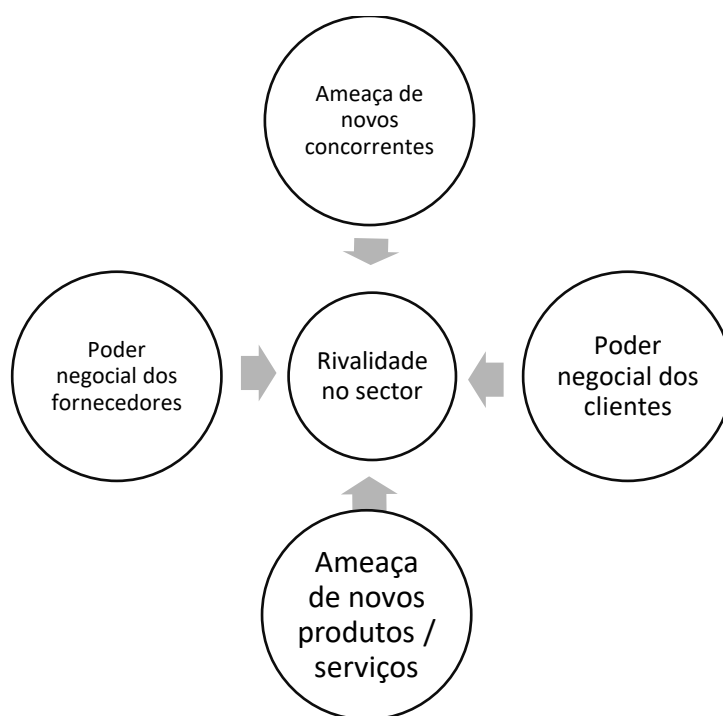 Ameaça de
novos
concorrentes
Poder
negocial dos
fornecedores
Rivalidade
no sector
Poder
negocial dos
clientes
Ameaça
de novos
produtos /
serviços